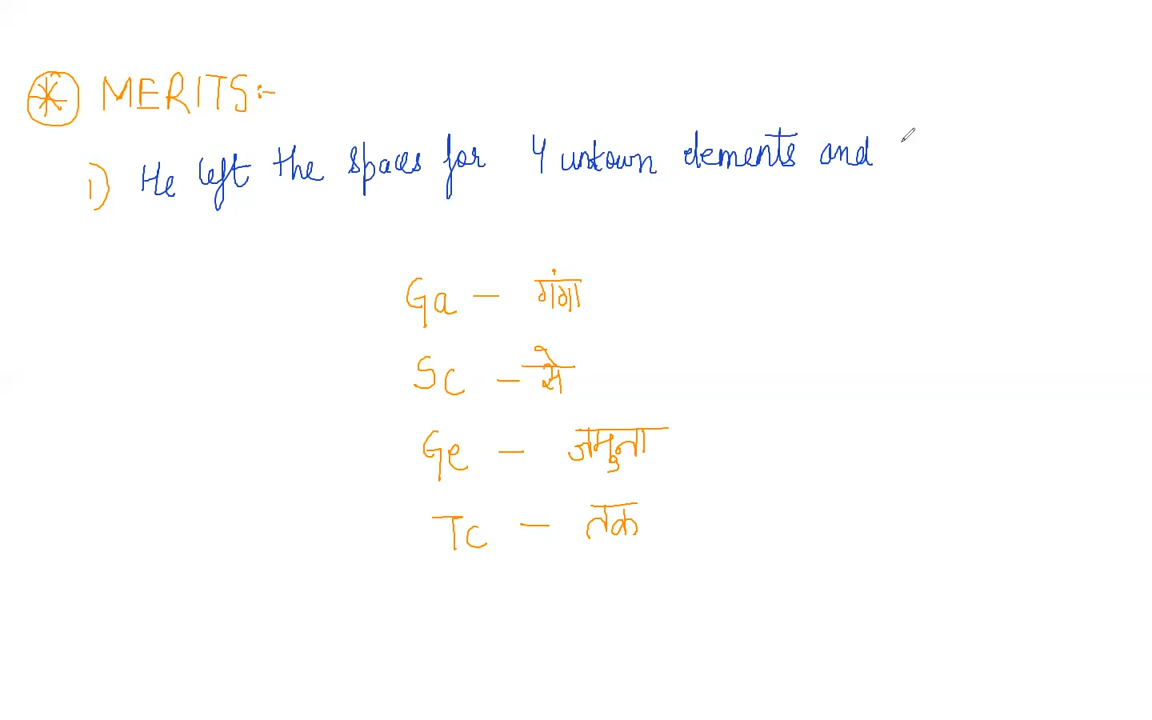 * MERITS:-
1) He left the spaces for 4 unkown elements and
Ga - गंगा
Sc - से
Ge - जमुना
Tc - तक